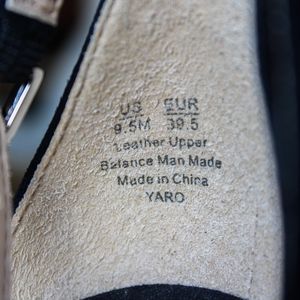 US EUR
9.5M 39.5
Leather Upper
Balance Man Made
Made in China
YARO